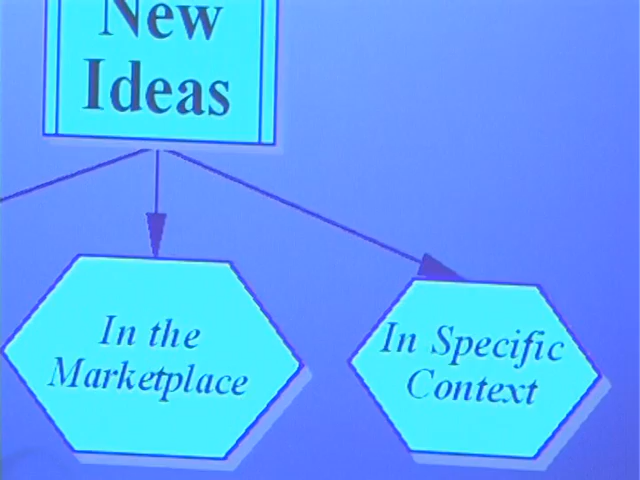 New
Ideas
In the
Marketplace
In Specific
Context